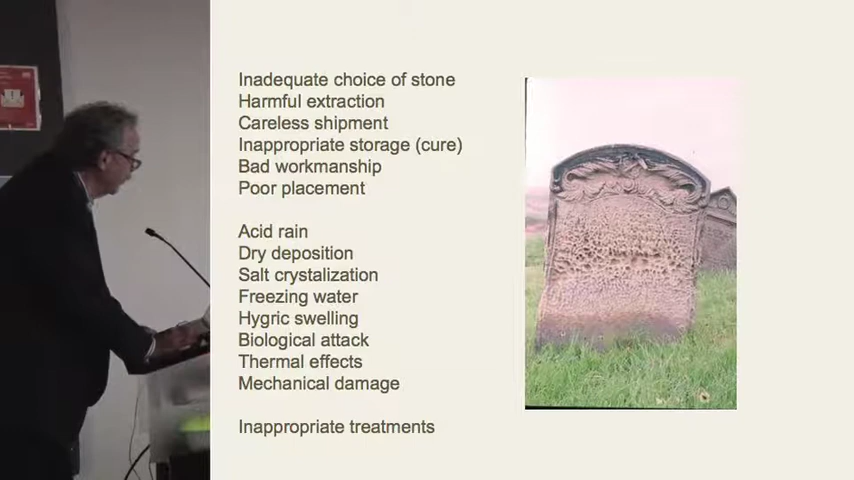 Inadequate choice of stone
Harmful extraction
Careless shipment
Inappropriate storage (cure)
Bad workmanship
Poor placement
Acid rain
Dry deposition
Salt crystalization
Freezing water
Hygric swelling
Biological attack
Thermal effects
Mechanical damage
Inappropriate treatments